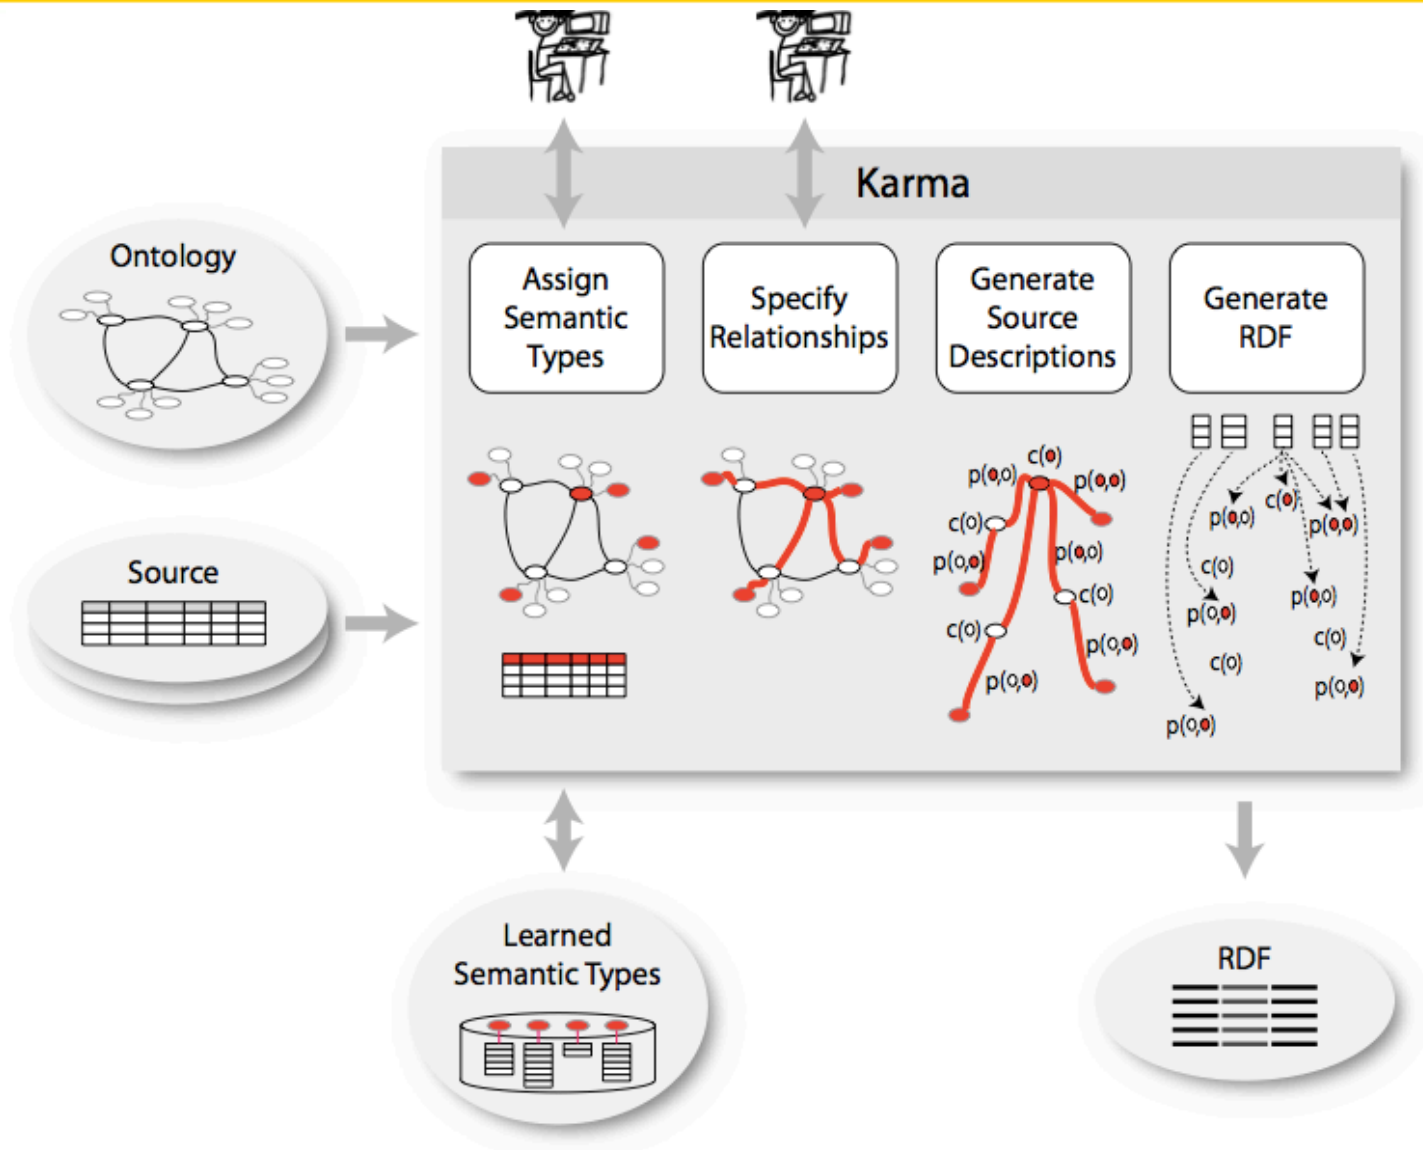 Karma
Ontology
Assign
Semantic
Types
Specify
Relationships
Generate
Source
Descriptions
Generate
RDF
c(o)
p(o,o)
p(o,o)
c(o)
p(o,o)
p(o,o)
c(o)
c(o)
p(o,o)
p(o,o)
c(o)
p(o,o)
p(o,o)
c(o)
p(o,o)
p(o,o)
c(o)
c(o)
p(o,o)
p(o,o)
Source
Learned
Semantic Types
RDF